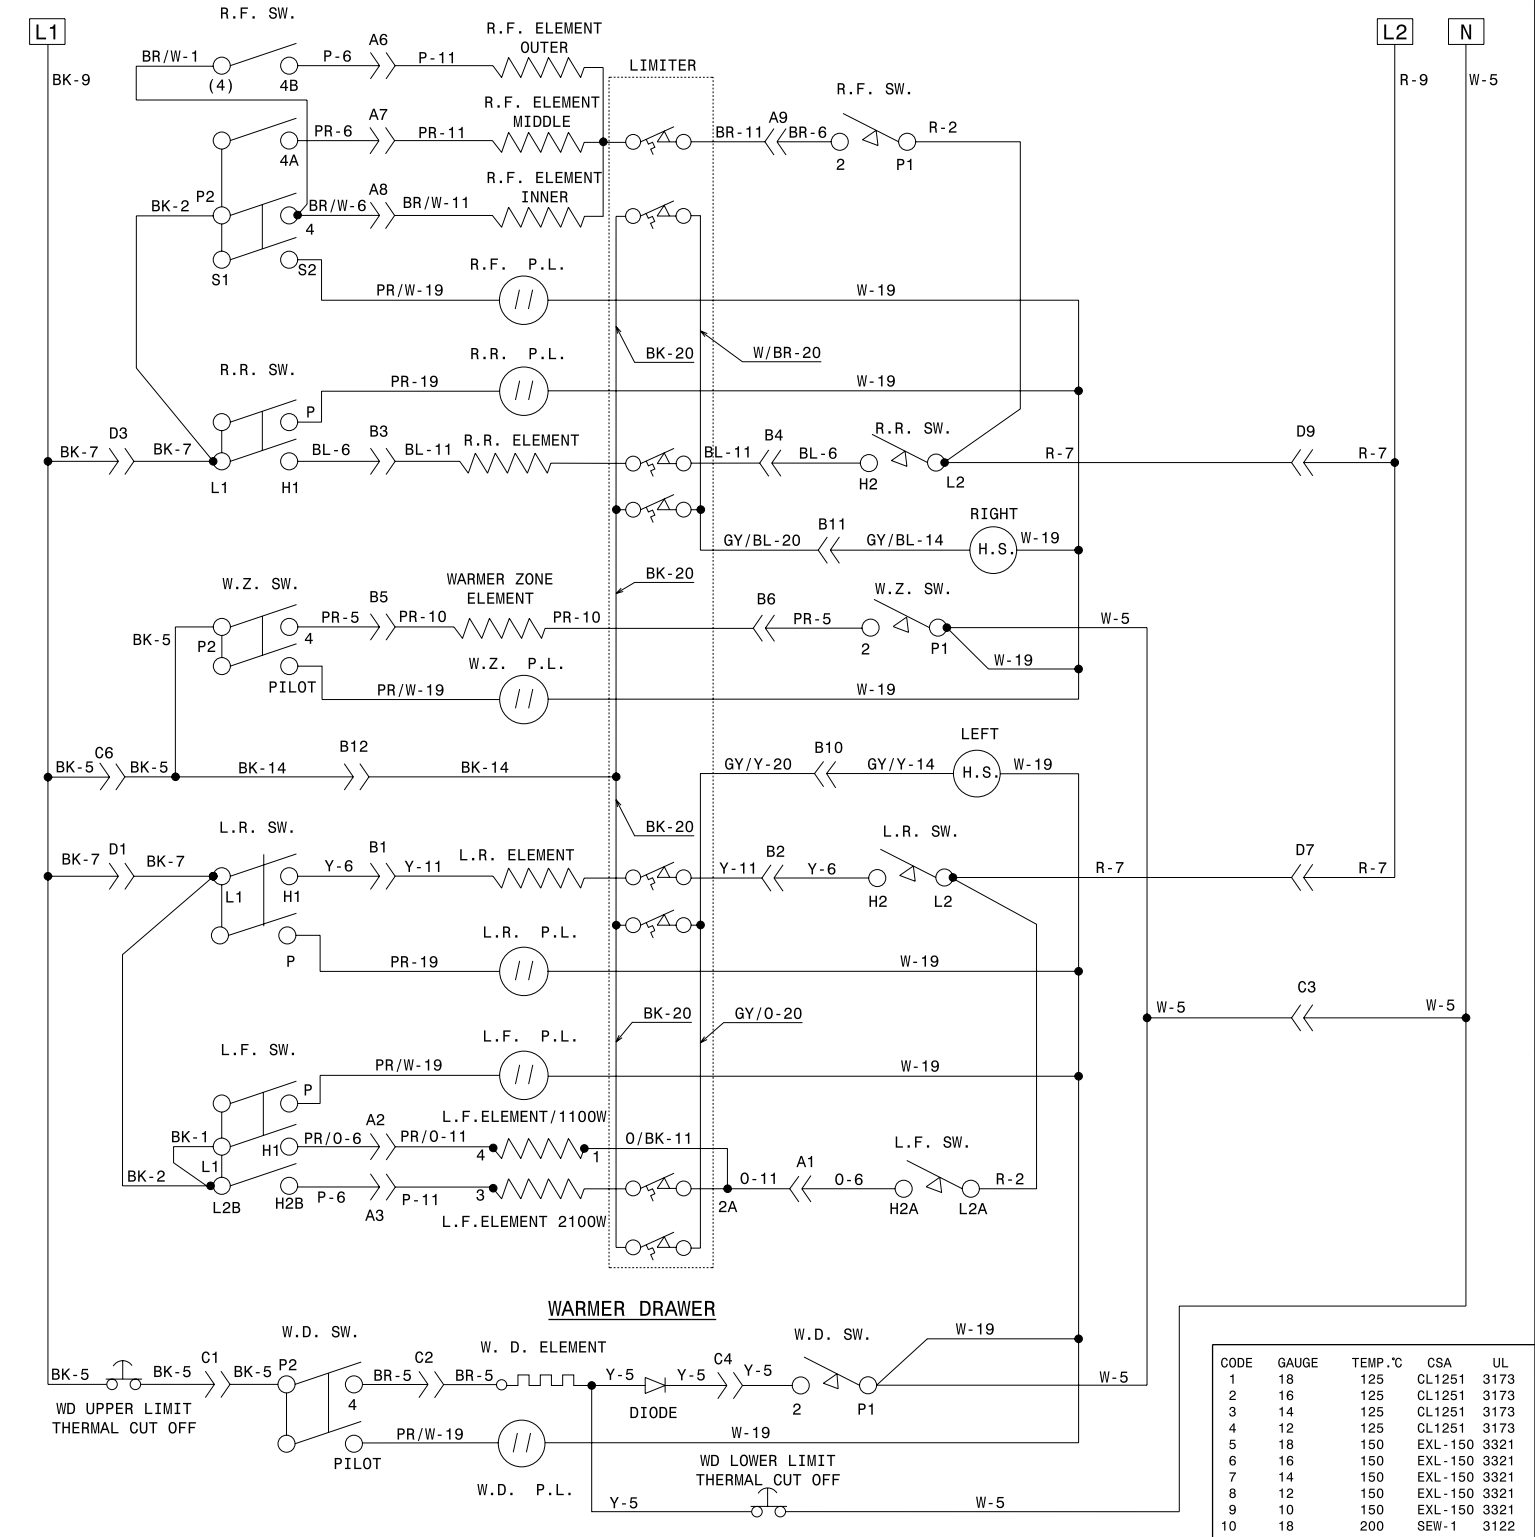 R.F. SW.
L1
L2
N
BK-9
BR/W-1
(4)
4B
P-6
A6
P-11
R.F. ELEMENT
OUTER
LIMITER
R-9
W-5
R.F. SW.
4A
PR-6
A7
PR-11
R.F. ELEMENT
MIDDLE
BR-11
A9
BR-6
2
P1
R-2
P2
BK-2
4
BR/W-6
A8
BR/W-11
R.F. ELEMENT
INNER
S1
S2
R.F. P.L.
PR/W-19
W-19
BK-20
W/BR-20
R.R. SW.
R.R. P.L.
P
PR-19
W-19
D3
BK-7
BK-7
L1
H1
BL-6
B3
BL-11
R.R. ELEMENT
BL-11
B4
BL-6
H2
R.R. SW.
L2
R-7
D9
R-7
RIGHT
GY/BL-20
B11
GY/BL-14
H.S.
W-19
BK-20
W.Z. SW.
BK-5
P2
4
PR-5
B5
PR-10
WARMER ZONE
ELEMENT
PR-10
B6
PR-5
2
W.Z. SW.
P1
W-5
W-19
PILOT
PR/W-19
W.Z. P.L.
W-19
BK-5
C6
BK-5
BK-14
B12
BK-14
LEFT
GY/Y-20
B10
GY/Y-14
H.S.
W-19
BK-20
L.R. SW.
BK-7
D1
BK-7
L1
H1
Y-6
B1
Y-11
L.R. ELEMENT
Y-11
B2
Y-6
H2
L.R. SW.
L2
R-7
D7
R-7
P
PR-19
L.R. P.L.
W-19
BK-20
GY/O-20
W-5
C3
W-5
L.F. SW.
P
PR/W-19
L.F. P.L.
W-19
BK-1
L1
H1
PR/O-6
A2
PR/O-11
4
L.F.ELEMENT/1100W
1
O/BK-11
BK-2
L2B
H2B
P-6
A3
P-11
3
L.F.ELEMENT 2100W
2A
O-11
A1
O-6
H2A
L.F. SW.
L2A
R-2
WARMER DRAWER
BK-5
WD UPPER LIMIT
THERMAL CUT OFF
BK-5
C1
BK-5
W.D. SW.
P2
4
BR-5
C2
BR-5
W. D. ELEMENT
Y-5
DIODE
Y-5
C4
Y-5
2
W.D. SW.
P1
W-19
W-5
PILOT
PR/W-19
W.D. P.L.
W-19
Y-5
WD LOWER LIMIT
THERMAL CUT OFF
W-5
CODE GAUGE TEMP.℃ CSA UL
1 18 125 CL1251 3173
2 16 125 CL1251 3173
3 14 125 CL1251 3173
4 12 125 CL1251 3173
5 18 150 EXL-150 3321
6 16 150 EXL-150 3321
7 14 150 EXL-150 3321
8 12 150 EXL-150 3321
9 10 150 EXL-150 3321
10 18 200 SEW-1 3122